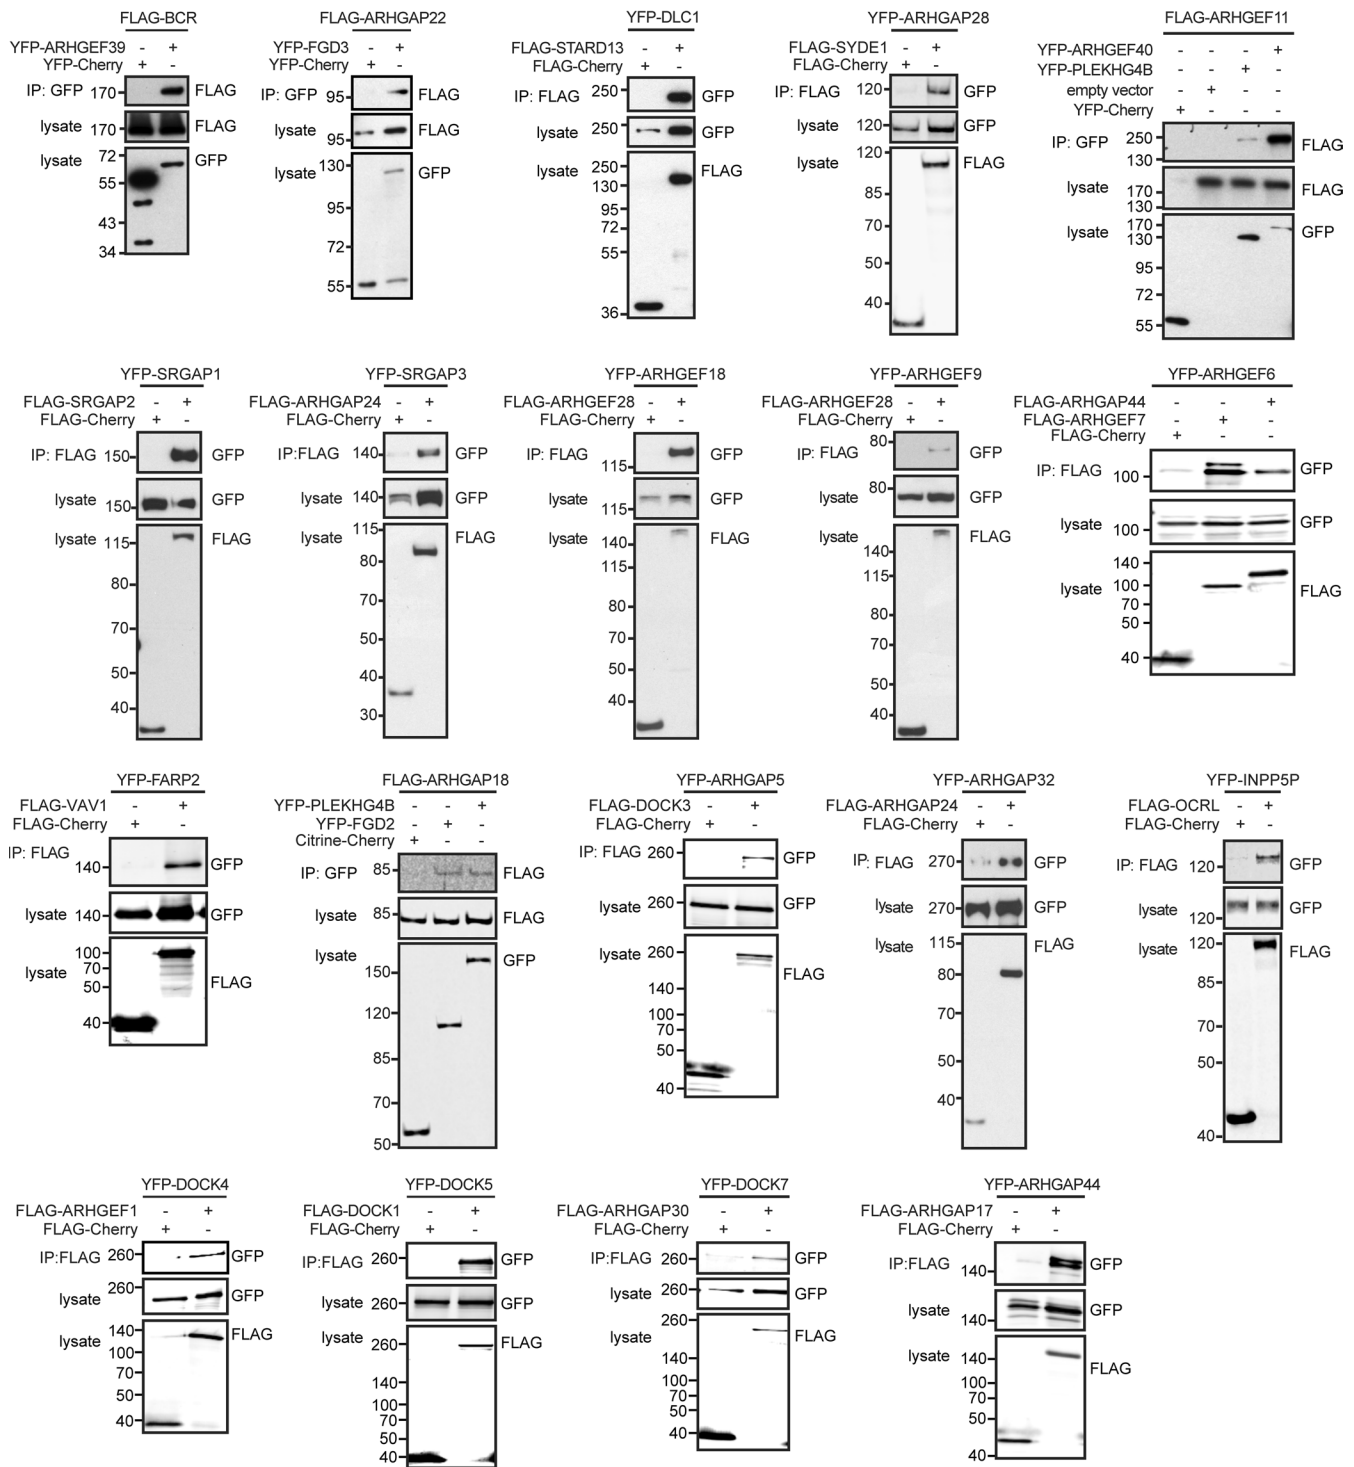 FLAG-BCR
YFP-ARHGEF39 - +
YFP-Cherry + -
IP: GFP 170 FLAG
lysate 170 FLAG
lysate 72 GFP
55
43
34
FLAG-ARHGAP22
YFP-FGD3 - +
YFP-Cherry + -
IP: GFP 95 FLAG
lysate 95 FLAG
130
lysate GFP
95
72
55
YFP-DLC1
FLAG-STARD13 - +
FLAG-Cherry + -
IP: FLAG 250 GFP
lysate 250 GFP
lysate 250 FLAG
130
95
72
55
36
YFP-ARHGAP28
FLAG-SYDE1 - +
FLAG-Cherry + -
IP: FLAG 120 GFP
lysate 120 GFP
lysate 120 FLAG
85
70
50
40
FLAG-ARHGEF11
YFP-ARHGEF40 - - - +
YFP-PLEKHG4B - - + -
empty vector - + - -
YFP-Cherry + - - -
IP: GFP 250 FLAG
130
lysate 170 FLAG
130
170
lysate 130 GFP
95
72
55
YFP-SRGAP1
FLAG-SRGAP2 - +
FLAG-Cherry + -
IP: FLAG 150 GFP
lysate 150 GFP
lysate 115 FLAG
80
70
50
40
YFP-SRGAP3
FLAG-ARHGAP24 - +
FLAG-Cherry + -
IP:FLAG 140 GFP
lysate 140 GFP
lysate 115 FLAG
80
70
50
40
30
YFP-ARHGEF18
FLAG-ARHGEF28 - +
FLAG-Cherry + -
IP: FLAG 115 GFP
lysate 115 GFP
lysate 140 FLAG
115
80
70
50
40
YFP-ARHGEF9
FLAG-ARHGEF28 - +
FLAG-Cherry + -
80
IP: FLAG GFP
lysate 80 GFP
lysate 140 FLAG
115
80
70
50
40
YFP-ARHGEF6
FLAG-ARHGAP44 - - +
FLAG-ARHGEF7 - + -
FLAG-Cherry + - -
IP: FLAG 100 GFP
lysate 100 GFP
140
lysate 100 FLAG
70
50
40
YFP-FARP2
FLAG-VAV1 - +
FLAG-Cherry + -
IP: FLAG
140 GFP
lysate 140 GFP
100
lysate 70 FLAG
50
40
FLAG-ARHGAP18
YFP-PLEKHG4B - - +
YFP-FGD2 - + -
Citrine-Cherry + - -
IP: GFP 85 FLAG
lysate 85 FLAG
lysate 150 GFP
120
85
70
50
YFP-ARHGAP5
FLAG-DOCK3 - +
FLAG-Cherry + -
IP: FLAG 260 GFP
lysate 260 GFP
lysate 260 FLAG
140
100
70
50
40
YFP-ARHGAP32
FLAG-ARHGAP24 - +
FLAG-Cherry + -
IP: FLAG 270 GFP
lysate 270 GFP
lysate 115 FLAG
80
70
50
40
YFP-INPP5P
FLAG-OCRL - +
FLAG-Cherry + -
IP: FLAG 120 GFP
lysate 120 GFP
lysate 120 FLAG
85
70
50
40
YFP-DOCK4
FLAG-ARHGEF1 - +
FLAG-Cherry + -
IP:FLAG 260 GFP
lysate 260 GFP
lysate 140 FLAG
100
70
50
40
YFP-DOCK5
FLAG-DOCK1 - +
FLAG-Cherry + -
IP:FLAG 260 GFP
lysate 260 GFP
lysate 260 FLAG
140
100
70
50
40
YFP-DOCK7
FLAG-ARHGAP30 - +
FLAG-Cherry + -
IP:FLAG 260 GFP
lysate 260 GFP
lysate 260 FLAG
140
100
70
50
40
YFP-ARHGAP44
FLAG-ARHGAP17 - +
FLAG-Cherry + -
IP:FLAG 140 GFP
lysate 140 GFP
lysate 140 FLAG
100
70
50
40